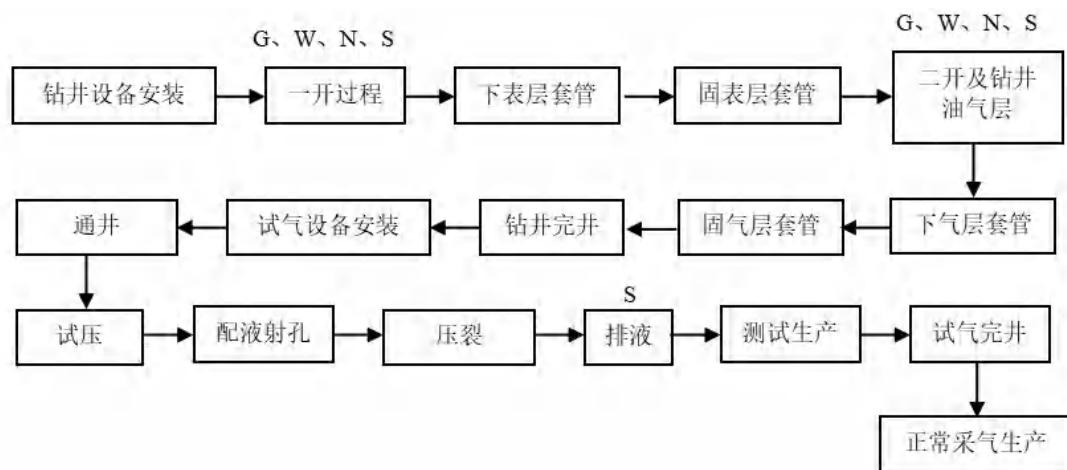 G、W、N、S
G、W、N、S
钻井设备安装
一开过程
下表层套管
固表层套管
二开及钻井
油气层
通井
试气设备安装
钻井完井
固气层套管
下气层套管
S
试压
配液射孔
压裂
排液
测试生产
试气完井
正常采气生产